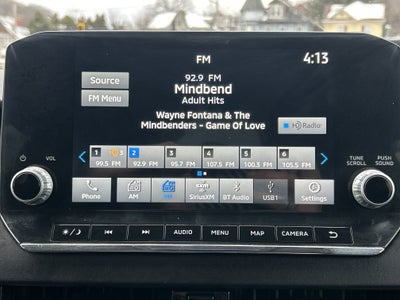 FM
4:13
Source
FM Menu
92.9 FM
Mindbend
Adult Hits
Wayne Fontana & The
Mindbenders - Game Of Love
HD Radio
1
3
2
3
4
5
6
99.5 FM
92.9 FM
95.7 FM
107.5 FM
100.3 FM
105.5 FM
Phone
AM
FM
SXM
SiriusXM
BT Audio
USB1
Settings
VOL
TUNE
SCROLL
PUSH
SOUND
AUDIO
MENU
MAP
CAMERA